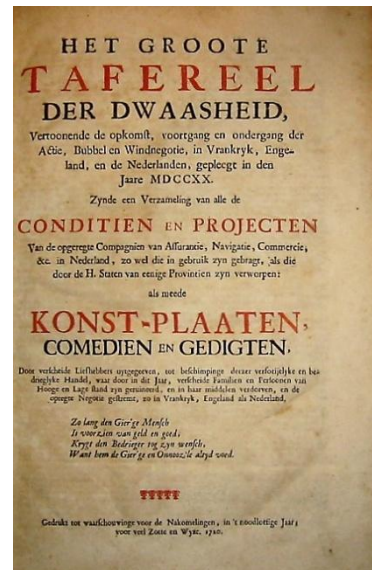 HET GROOTE
TAFEREEL
DER DWAASHEID,
Vertoonende de opkomst, voortgang en ondergang der
Actie, Bubbel en Windnegotie, in Vrankryk, Enge-
land, en de Nederlanden, gepleegt in den
Jaare MDCCXX.
Zynde een Verzameling van alle de
CONDITIEN EN PROJECTEN
Van de opgeregte Compagnien van Assurantie, Navigatie, Commercie,
&c. in Nederland, zo wel die in gebruik zyn gebragt, als die
door de H. Staten van eenige Provintien zyn verworpen:
als meede
KONST-PLAATEN,
COMEDIEN EN GEDIGTEN,
Door verscheide Liefhebbers uytgegeeven, tot beschimpinge deezer verfoeijelyke en be-
drieglyke Handel, waar door in dit Jaar, verscheide Familien en Persoonen van
Hooge en Lage stand zyn geruineerd, en in haar middelen verdorven, en de
opregte Negotie gestremt, zo in Vrankryk, Engeland als Nederland.
Zo lang den Gier'ge Mensch
Is voorzien van geld en goed;
Krygt den Bedrieger tog zyn wensch,
Want hem de Gier'ge en Onnooz'le altyd voed.
Gedrukt tot waarschouwinge voor de Nakomelingen, in 't noodlottige Jaar,
voor veel Zotte en Wyze. 1720.